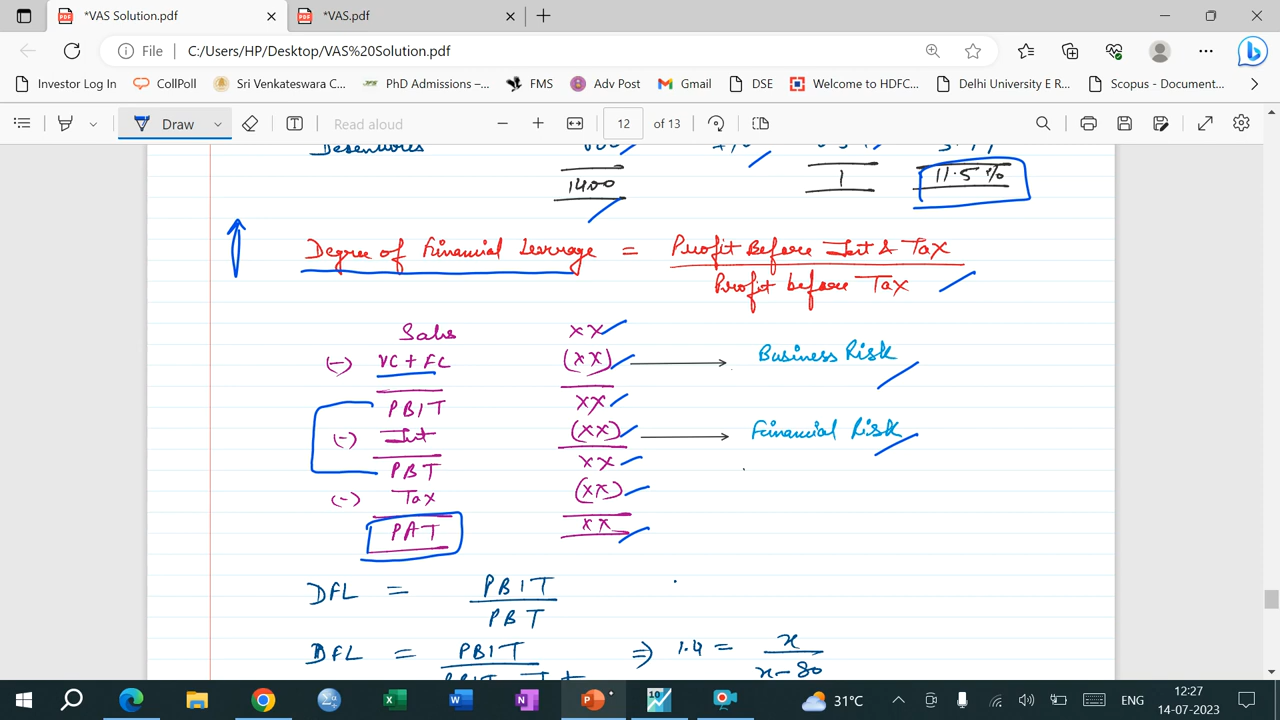 *VAS Solution.pdf
*VAS.pdf
File C:/Users/HP/Desktop/VAS%20Solution.pdf
Investor Log In CollPoll Sri Venkateswara C... PhD Admissions –... FMS Adv Post Gmail DSE Welcome to HDFC... Delhi University E R... Scopus - Document...
Draw Read aloud 12 of 13
Debentures
1400 1 11.5%
Degree of Financial Leverage = Profit Before Int & Tax
Profit before Tax
Sales xx
(-) VC + FC (xx) Business Risk
PBIT xx
(-) Int (xx) Financial Risk
PBT xx
(-) Tax (xx)
PAT xx
DFL = PBIT
PBT
DFL = PBIT ⇒ 1.4 = x
PBIT - Int x-80
31°C ENG 12:27
14-07-2023